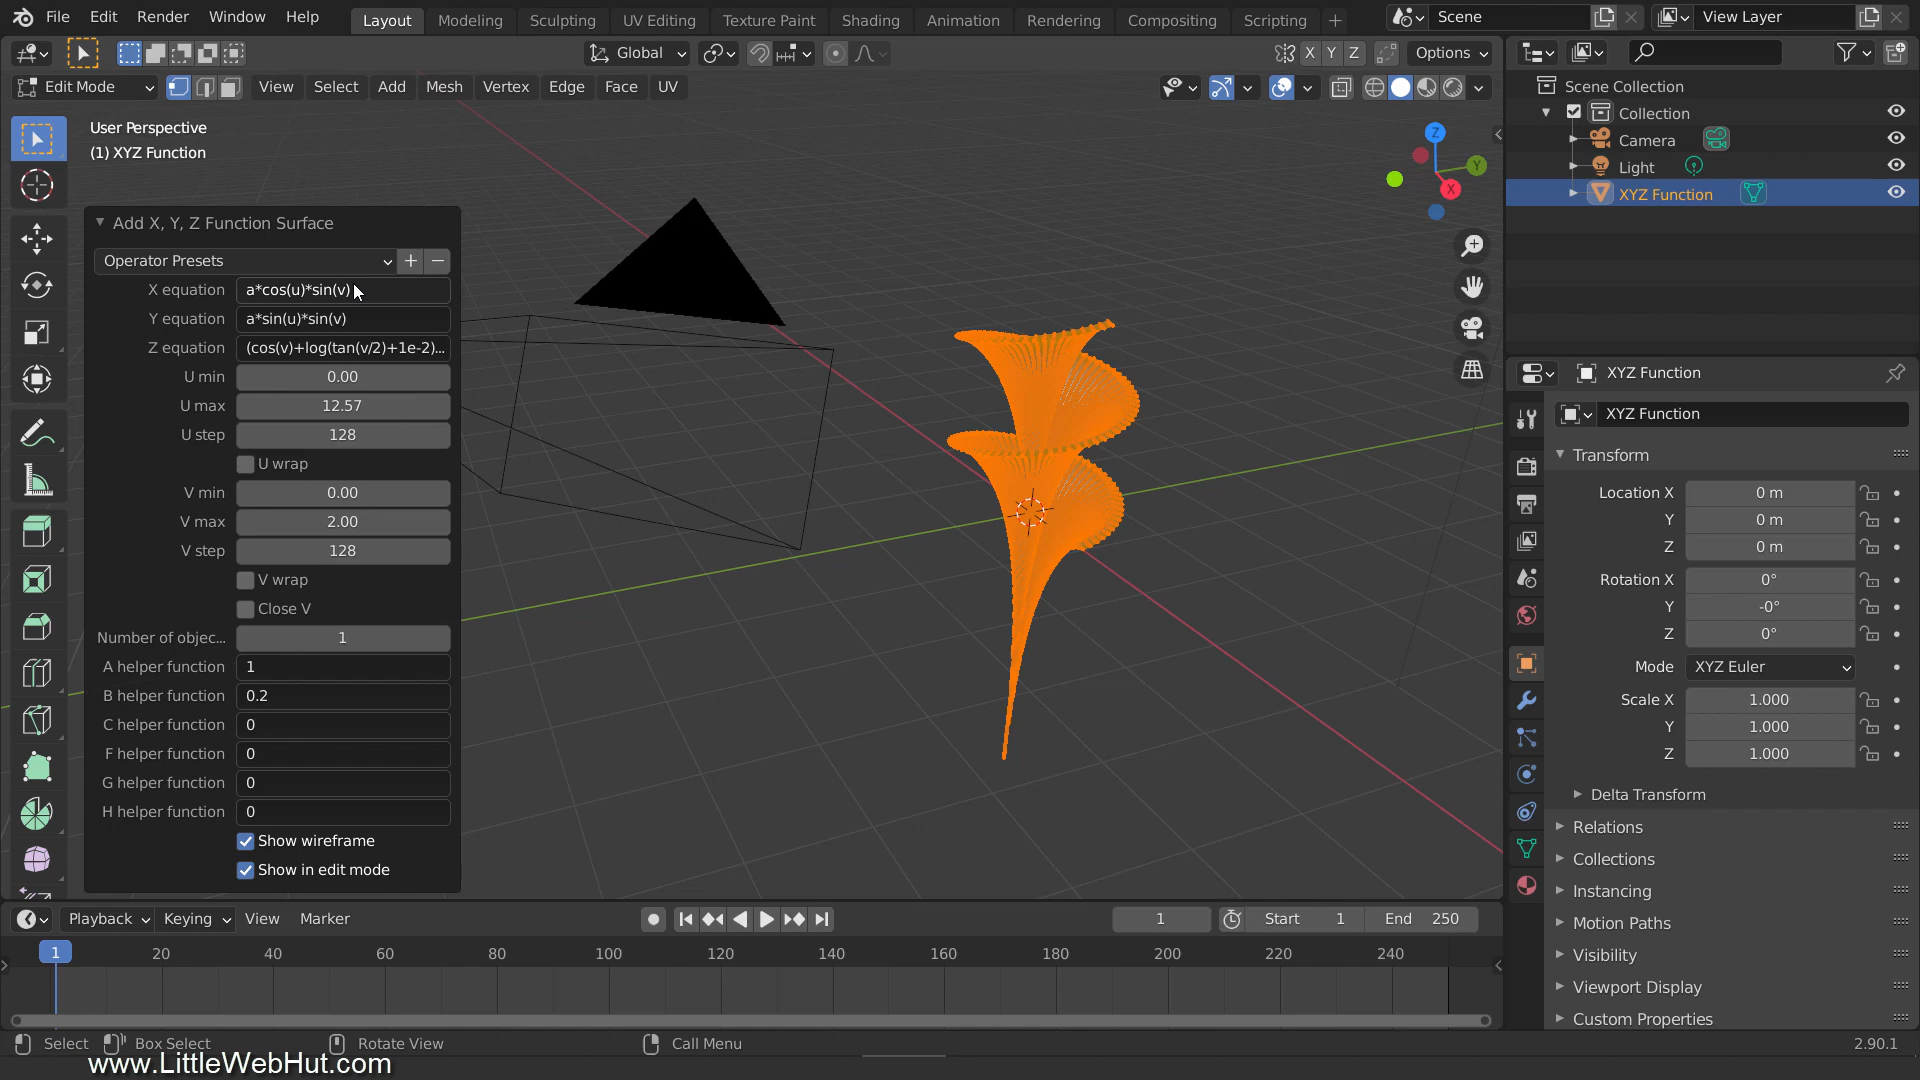 File Edit Render Window Help Layout Modeling Sculpting UV Editing Texture Paint Shading Animation Rendering Compositing Scripting + Scene View Layer
Global X Y Z Options
Edit Mode View Select Add Mesh Vertex Edge Face UV
Scene Collection
Collection
Camera
Light
XYZ Function
User Perspective
(1) XYZ Function
Z
Y
X
Add X, Y, Z Function Surface
Operator Presets + −
X equation a*cos(u)*sin(v)
Y equation a*sin(u)*sin(v)
Z equation (cos(v)+log(tan(v/2)+1e-2)...
U min 0.00
U max 12.57
U step 128
U wrap
V min 0.00
V max 2.00
V step 128
V wrap
Close V
Number of objec... 1
A helper function 1
B helper function 0.2
C helper function 0
F helper function 0
G helper function 0
H helper function 0
Show wireframe
Show in edit mode
XYZ Function
XYZ Function
Transform
Location X 0 m
Y 0 m
Z 0 m
Rotation X 0°
Y -0°
Z 0°
Mode XYZ Euler
Scale X 1.000
Y 1.000
Z 1.000
Delta Transform
Relations
Collections
Instancing
Motion Paths
Visibility
Viewport Display
Custom Properties
Playback Keying View Marker 1 Start 1 End 250
1 20 40 60 80 100 120 140 160 180 200 220 240
Select Box Select Rotate View Call Menu 2.90.1
www.LittleWebHut.com